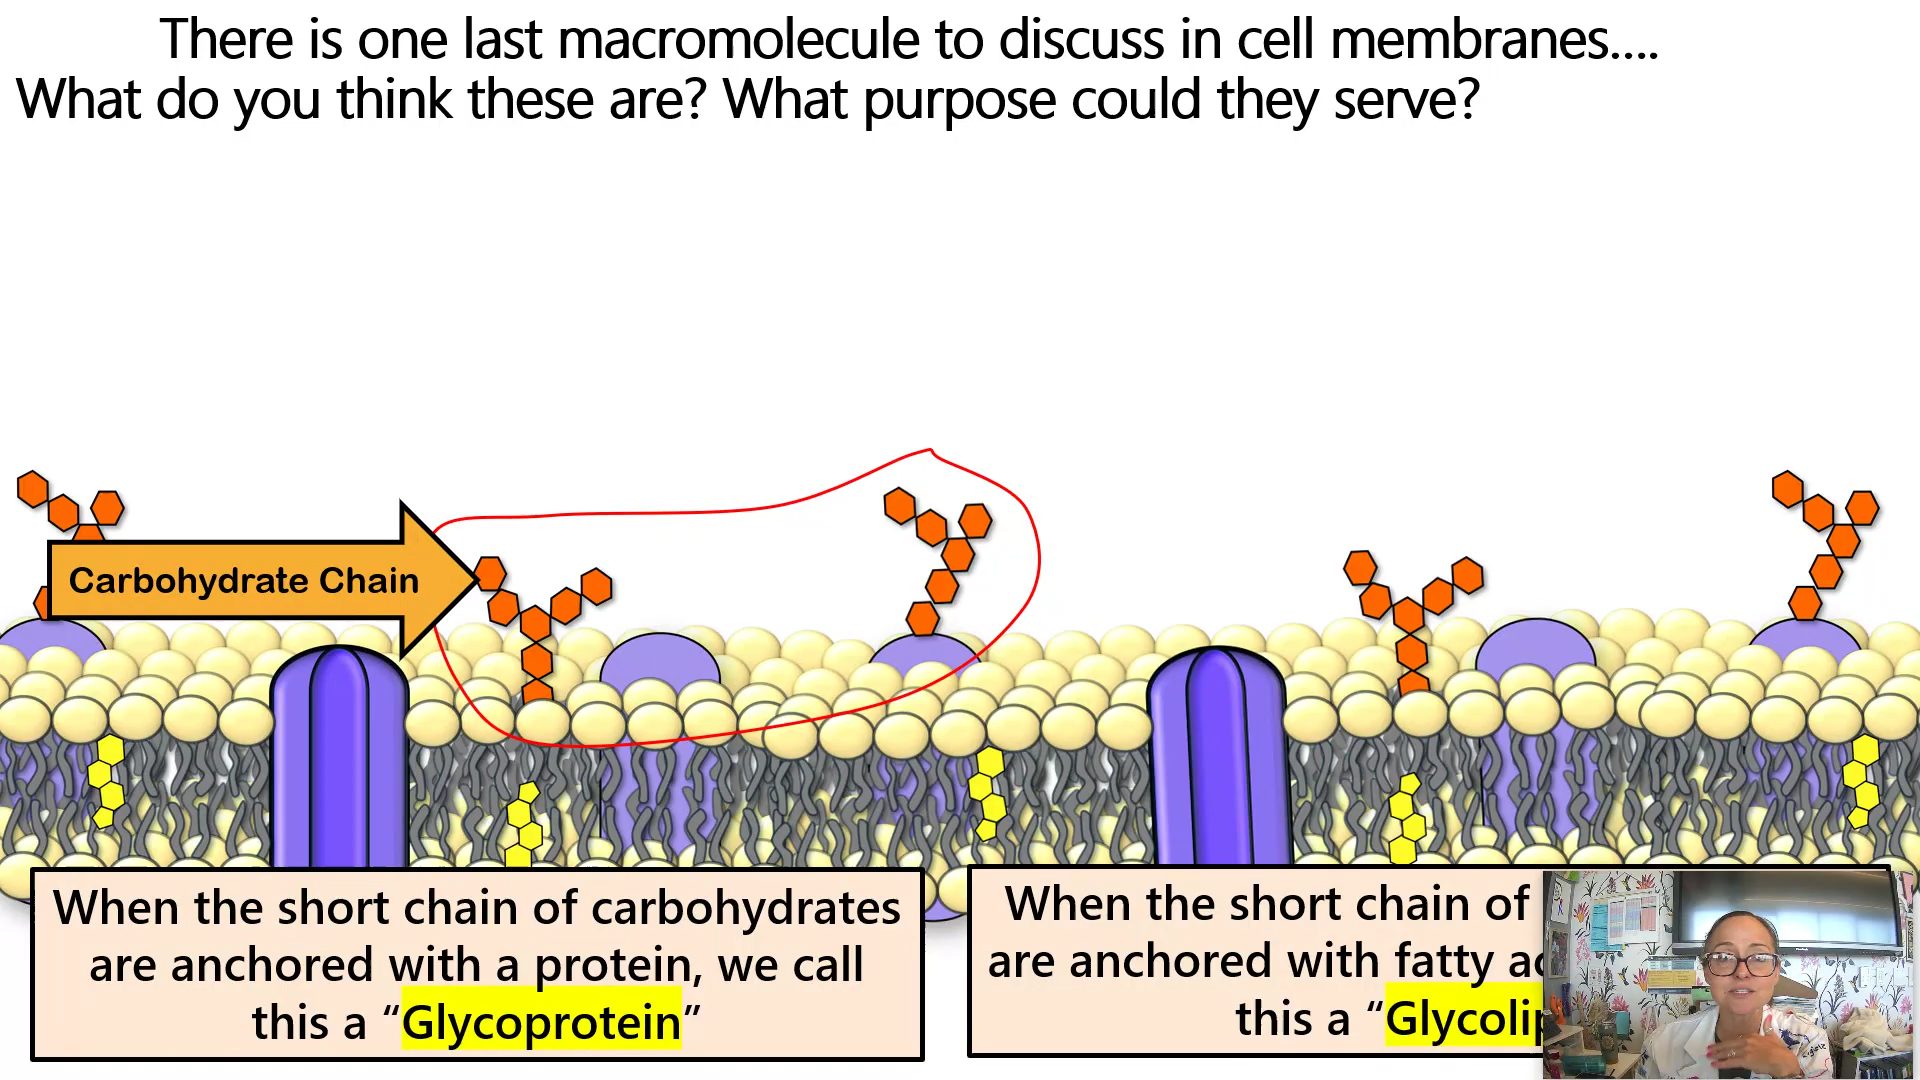 There is one last macromolecule to discuss in cell membranes....
What do you think these are? What purpose could they serve?
Carbohydrate Chain
When the short chain of carbohydrates
are anchored with a protein, we call
this a “Glycoprotein”
When the short chain of
are anchored with fatty
this a “Glycolip